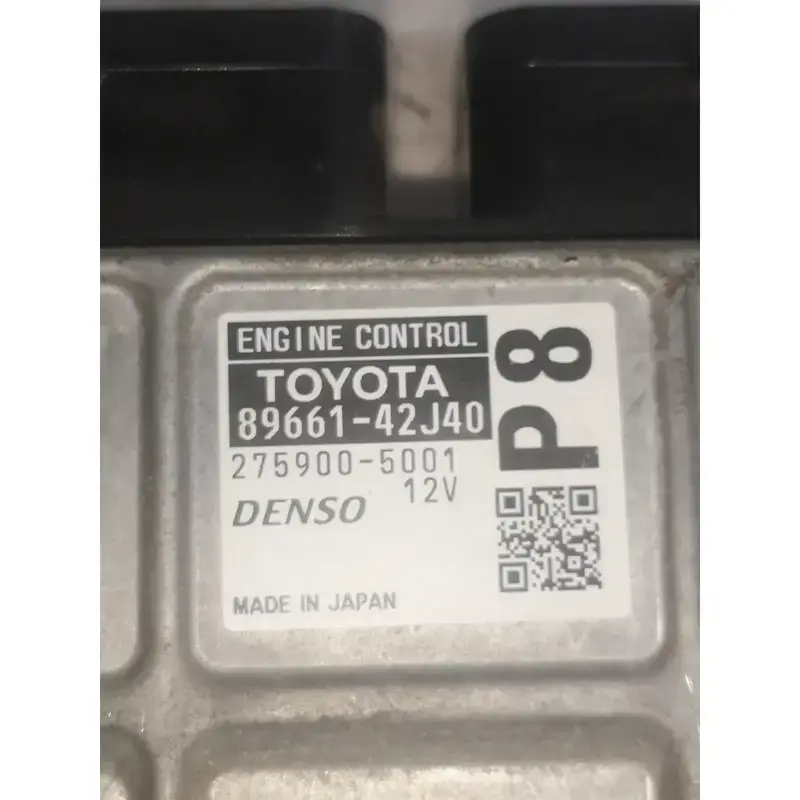 ENGINE CONTROL
TOYOTA
89661-42J40
275900-5001
12V
DENSO
MADE IN JAPAN
P8